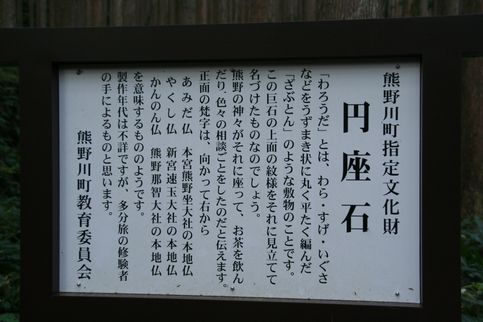 熊野川町指定文化財
円座石
「わろうだ」とは、わら・すげ・いぐさ
などをうずまき状に丸く平たく編んだ
『ざぶとん』のような敷物のことです。
この巨石の上面の紋様をそれに見立てて
名づけたものなのでしょう。
熊野の神々がそれに座って、お茶を飲ん
だり、色々の相談ごとをしたのだと伝えます。
正面の梵字は、向かって右から
あみだ仏 本宮熊野坐大社の本地仏
やくし仏 新宮速玉大社の本地仏
かんのん仏 熊野那智大社の本地仏
を意味するもののようです。
製作年代は不詳ですが、多分旅の修験者
の手によるものと思います。
熊野川町教育委員会